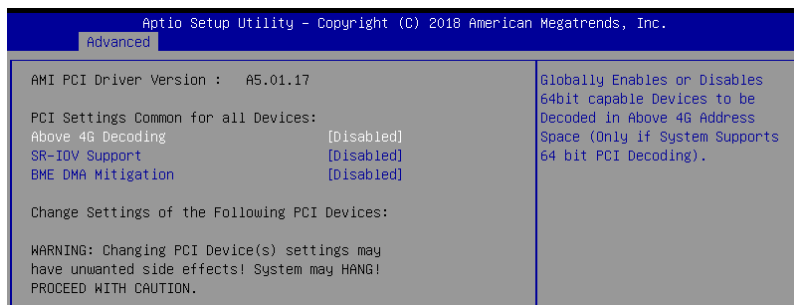 Aptio Setup Utility – Copyright (C) 2018 American Megatrends, Inc.
Advanced
AMI PCI Driver Version : A5.01.17
PCI Settings Common for all Devices:
Above 4G Decoding [Disabled]
SR-IOV Support [Disabled]
BME DMA Mitigation [Disabled]
Change Settings of the Following PCI Devices:
WARNING: Changing PCI Device(s) settings may
have unwanted side effects! System may HANG!
PROCEED WITH CAUTION.
Globally Enables or Disables
64bit capable Devices to be
Decoded in Above 4G Address
Space (Only if System Supports
64 bit PCI Decoding).